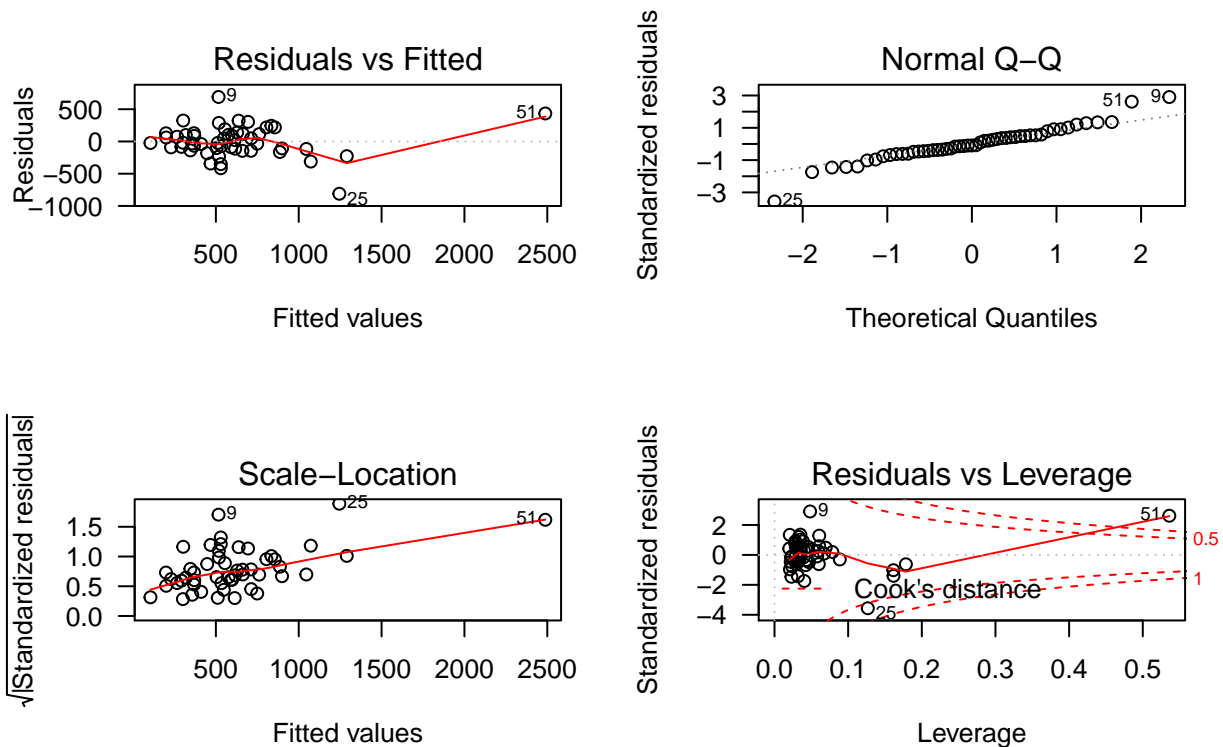 Residuals vs Fitted
Residuals
500
0
−500
−1000
9
51
25
500 1000 1500 2000 2500
Fitted values
Normal Q−Q
Standardized residuals
3
1
−1
−3
51
9
25
−2 −1 0 1 2
Theoretical Quantiles
Scale−Location
√|Standardized residuals|
1.5
1.0
0.5
0.0
9
25
51
500 1000 1500 2000 2500
Fitted values
Residuals vs Leverage
Standardized residuals
2
0
−2
−4
9
51
0.5
1
Cook's distance
25
0.0 0.1 0.2 0.3 0.4 0.5
Leverage